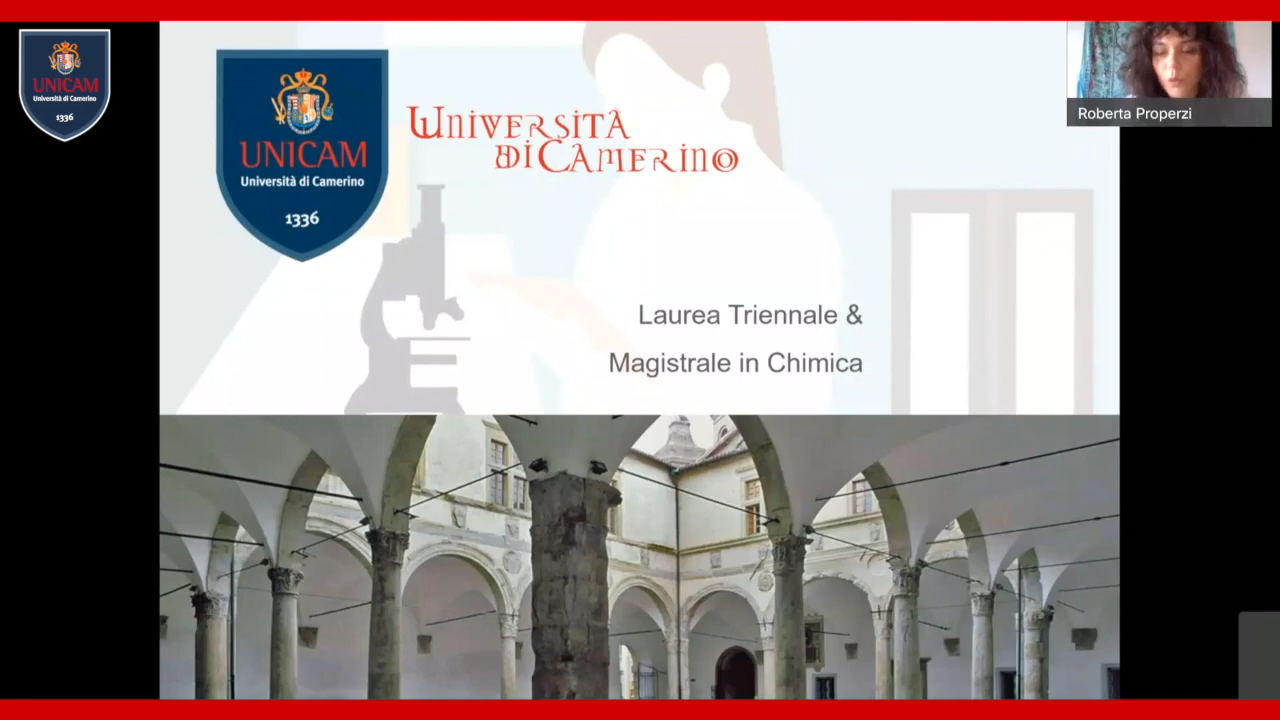 UNICAM
Università di Camerino
1336
UNICAM
Università di Camerino
1336
UNIVERSITÀ
DI CAMERINO
Roberta Properzi
Laurea Triennale &
Magistrale in Chimica